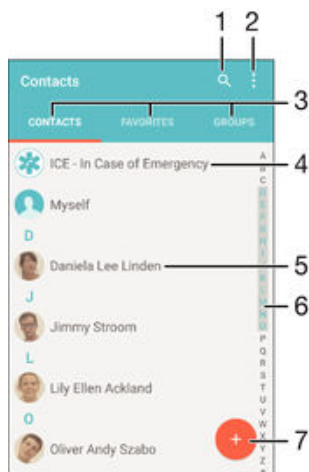 1 2
Contacts
3
CONTACTS FAVORITES GROUPS
ICE - In Case of Emergency
4
Myself
D
Daniela Lee Linden
5
J
Jimmy Stroom
6
L
Lily Ellen Ackland
O
Oliver Andy Szabo
+
7
A
B
C
D
E
F
G
H
I
J
K
L
M
N
O
P
Q
R
S
T
U
V
W
X
Y
Z